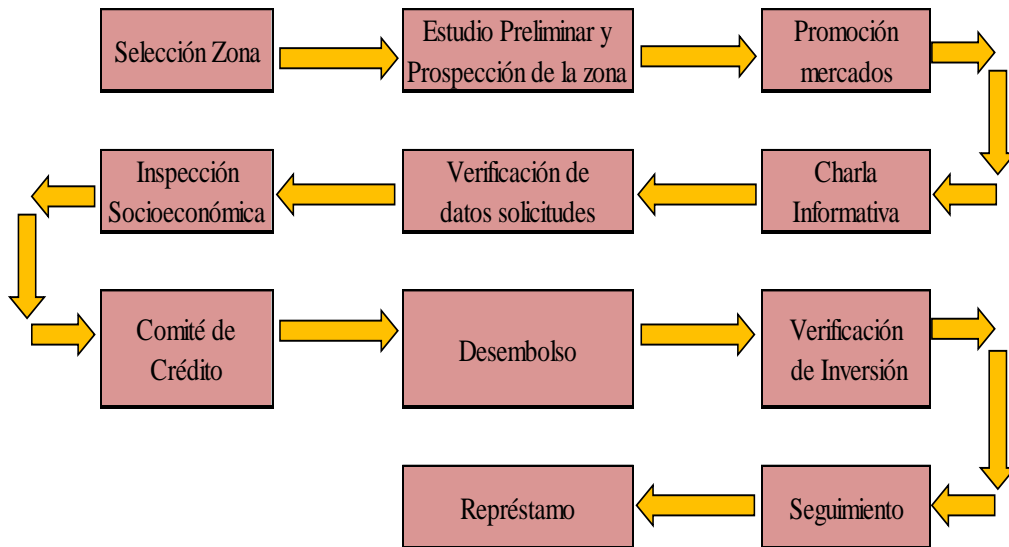 Selección Zona
Estudio Preliminar y
Prospección de la zona
Promoción
mercados
Charla
Informativa
Verificación de
datos solicitudes
Inspección
Socioeconómica
Comité de
Crédito
Desembolso
Verificación
de Inversión
Seguimiento
Représtamo